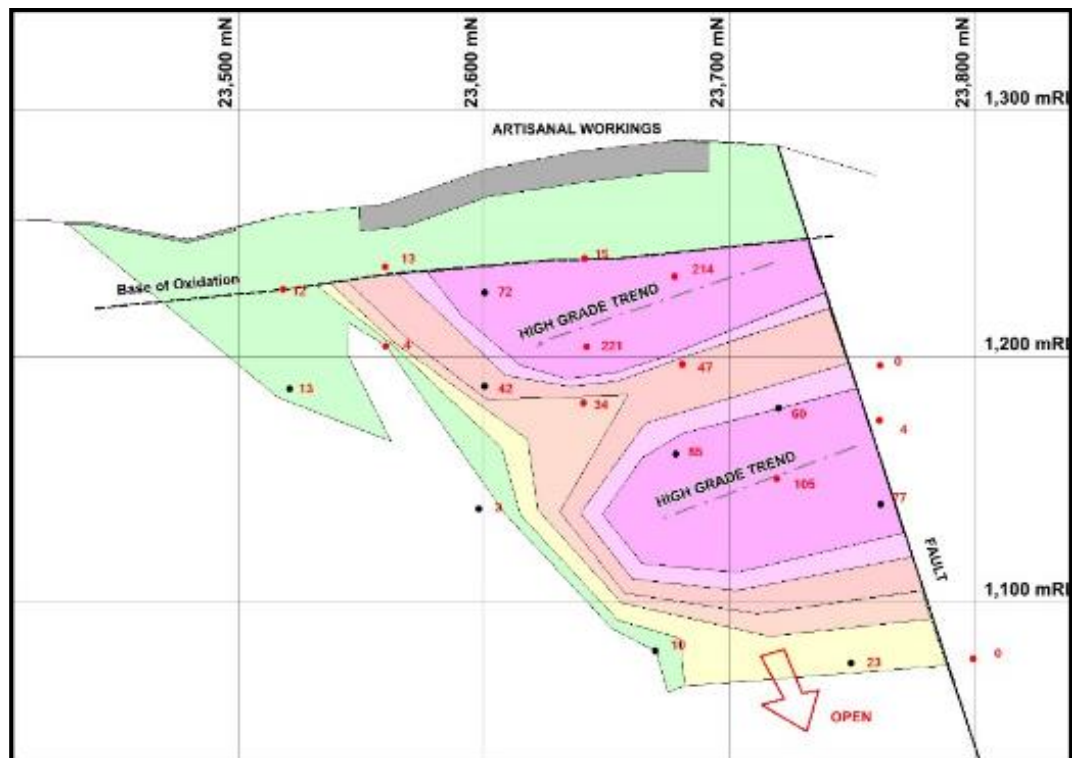 23,500 mN
23,600 mN
23,700 mN
23,800 mN
1,300 mRl
ARTISANAL WORKINGS
13
15
214
Base of Oxidation
12
72
HIGH GRADE TREND
1,200 mRl
4
221
47
0
13
42
34
60
4
85
HIGH GRADE TREND
105
77
3
FAULT
1,100 mRl
10
23
0
OPEN